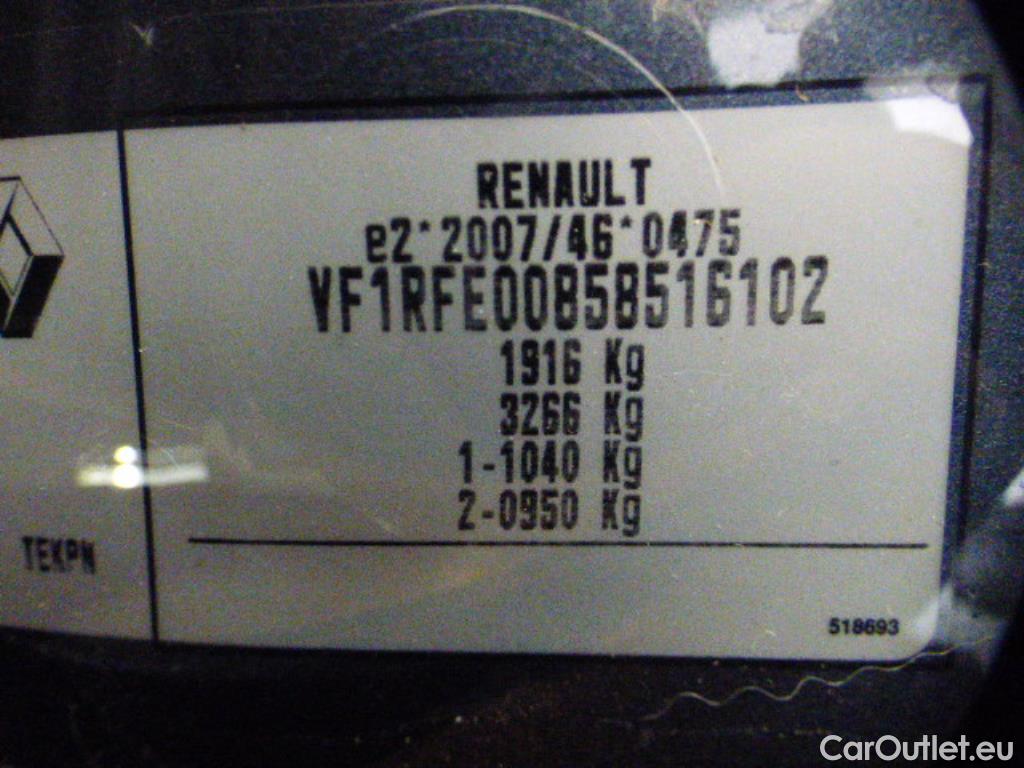 RENAULT
e2*2007/46*0475
VF1RFE00858516102
1916 Kg
3266 Kg
1-1040 Kg
2-0950 Kg
TEKPN
518693
CarOutlet.eu